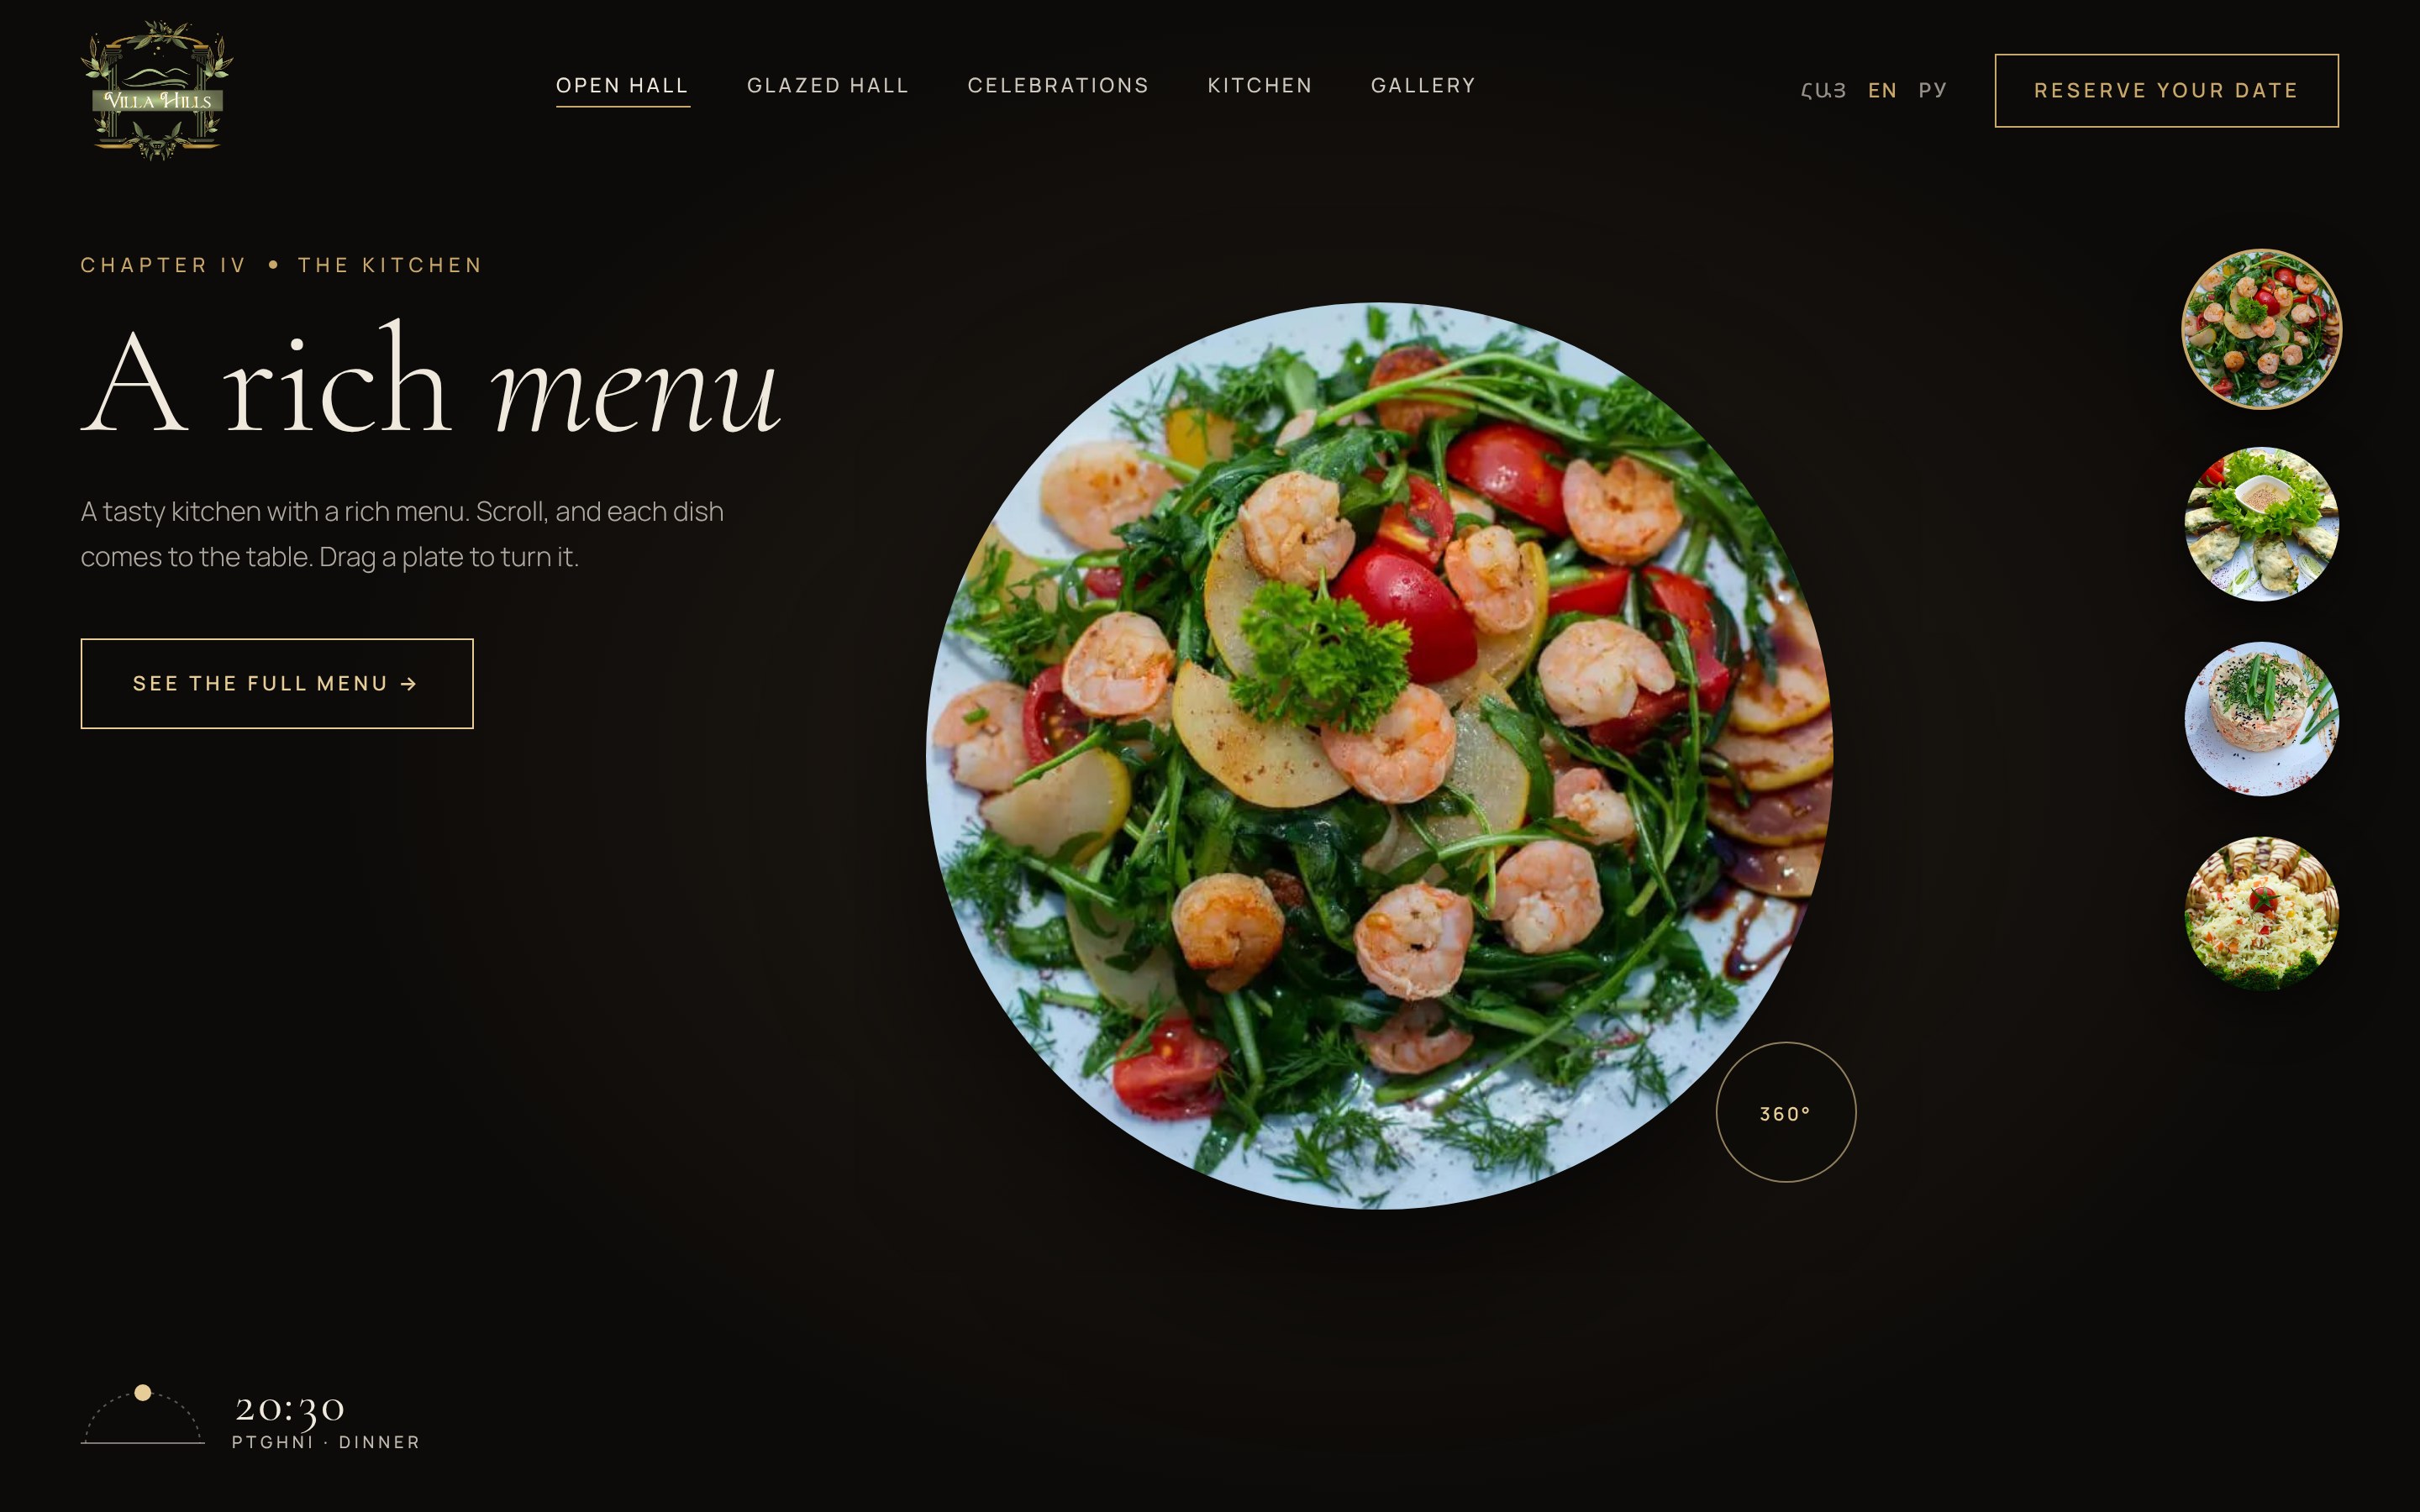 VILLA HILLS
OPEN HALL
GLAZED HALL
CELEBRATIONS
KITCHEN
GALLERY
ՀԱՅ
EN
РУ
RESERVE YOUR DATE
CHAPTER IV • THE KITCHEN
A rich menu
A tasty kitchen with a rich menu. Scroll, and each dish
comes to the table. Drag a plate to turn it.
SEE THE FULL MENU →
360°
20:30
PTGHNI · DINNER